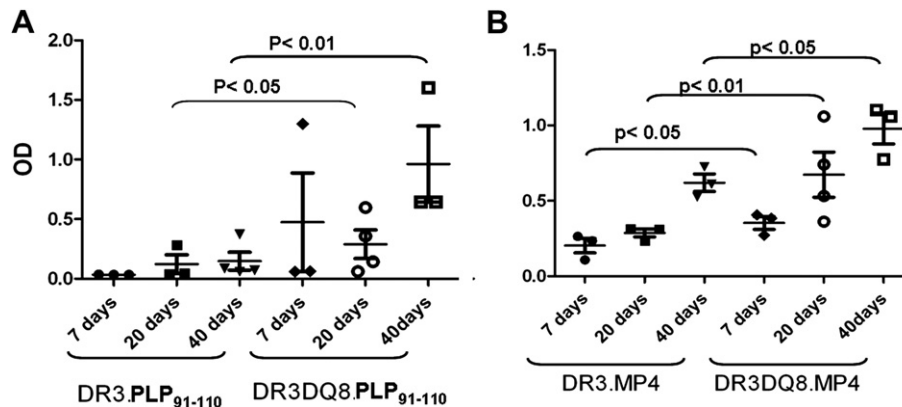 A
B
2.0
P< 0.01
1.5
P < 0.05
1.0
OD
0.5
0.0
7 days
20 days
40 days
7 days
20 days
40days
DR3.PLP91-110
DR3DQ8.PLP91-110
1.5
p< 0.05
p< 0.01
1.0
p< 0.05
0.5
0.0
7 days
20 days
40 days
7 days
20 days
40days
DR3.MP4
DR3DQ8.MP4